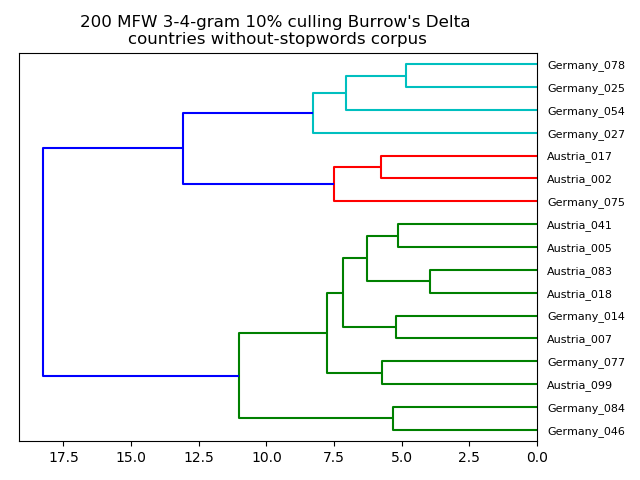 200 MFW 3-4-gram 10% culling Burrow's Delta
countries without-stopwords corpus
Germany_078
Germany_025
Germany_054
Germany_027
Austria_017
Austria_002
Germany_075
Austria_041
Austria_005
Austria_083
Austria_018
Germany_014
Austria_007
Germany_077
Austria_099
Germany_084
Germany_046
17.5 15.0 12.5 10.0 7.5 5.0 2.5 0.0